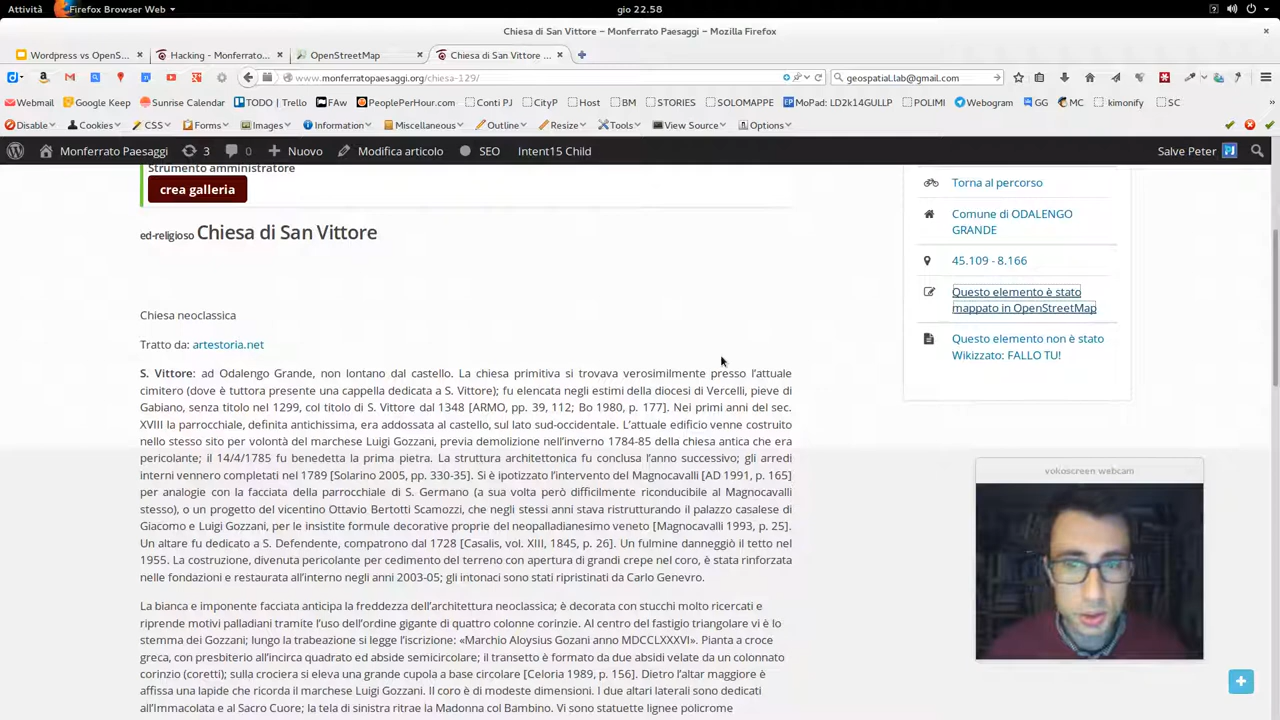 Attività Firefox Browser Web gio 22.58
Chiesa di San Vittore – Monferrato Paesaggi – Mozilla Firefox
Wordpress vs OpenS... Hacking - Monferrato... OpenStreetMap Chiesa di San Vittore ...
www.monferratopaesaggi.org/chiesa-129/ geospatial.lab@gmail.com
Webmail Google Keep Sunrise Calendar TODO | Trello FAw PeoplePerHour.com Conti PJ CityP Host BM STORIES SOLOMAPPE MoPad: LD2k14GULLP POLIMI Webogram GG MC kimonify SC
Disable Cookies CSS Forms Images Information Miscellaneous Outline Resize Tools View Source Options
Monferrato Paesaggi 3 0 Nuovo Modifica articolo SEO Intent15 Child Salve Peter
Strumento amministratore
crea galleria
ed-religioso Chiesa di San Vittore
Chiesa neoclassica
Tratto da: artestoria.net
S. Vittore: ad Odalengo Grande, non lontano dal castello. La chiesa primitiva si trovava verosimilmente presso l’attuale
cimitero (dove è tuttora presente una cappella dedicata a S. Vittore); fu elencata negli estimi della diocesi di Vercelli, pieve di
Gabiano, senza titolo nel 1299, col titolo di S. Vittore dal 1348 [ARMO, pp. 39, 112; Bo 1980, p. 177]. Nei primi anni del sec.
XVIII la parrocchiale, definita antichissima, era addossata al castello, sul lato sud-occidentale. L’attuale edificio venne costruito
nello stesso sito per volontà del marchese Luigi Gozzani, previa demolizione nell’inverno 1784-85 della chiesa antica che era
pericolante; il 14/4/1785 fu benedetta la prima pietra. La struttura architettonica fu conclusa l’anno successivo; gli arredi
interni vennero completati nel 1789 [Solarino 2005, pp. 330-35]. Si è ipotizzato l’intervento del Magnocavalli [AD 1991, p. 165]
per analogie con la facciata della parrocchiale di S. Germano (a sua volta però difficilmente riconducibile al Magnocavalli
stesso), o un progetto del vicentino Ottavio Bertotti Scamozzi, che negli stessi anni stava ristrutturando il palazzo casalese di
Giacomo e Luigi Gozzani, per le insistite formule decorative proprie del neopalladianesimo veneto [Magnocavalli 1993, p. 25].
Un altare fu dedicato a S. Defendente, compatrono dal 1728 [Casalis, vol. XIII, 1845, p. 26]. Un fulmine danneggiò il tetto nel
1955. La costruzione, divenuta pericolante per cedimento del terreno con apertura di grandi crepe nel coro, è stata rinforzata
nelle fondazioni e restaurata all’interno negli anni 2003-05; gli intonaci sono stati ripristinati da Carlo Genevro.
La bianca e imponente facciata anticipa la freddezza dell’architettura neoclassica; è decorata con stucchi molto ricercati e
riprende motivi palladiani tramite l’uso dell’ordine gigante di quattro colonne corinzie. Al centro del fastigio triangolare vi è lo
stemma dei Gozzani; lungo la trabeazione si legge l’iscrizione: «Marchio Aloysius Gozani anno MDCCLXXXVI». Pianta a croce
greca, con presbiterio all’incirca quadrato ed abside semicircolare; il transetto è formato da due absidi velate da un colonnato
corinzio (coretti); sulla crociera si eleva una grande cupola a base circolare [Celoria 1989, p. 156]. Dietro l’altar maggiore è
affissa una lapide che ricorda il marchese Luigi Gozzani. Il coro è di modeste dimensioni. I due altari laterali sono dedicati
all’Immacolata e al Sacro Cuore; la tela di sinistra ritrae la Madonna col Bambino. Vi sono statuette lignee policrome
Torna al percorso
Comune di ODALENGO
GRANDE
45.109 - 8.166
Questo elemento è stato
mappato in OpenStreetMap
Questo elemento non è stato
Wikizzato: FALLO TU!
vokoscreen webcam